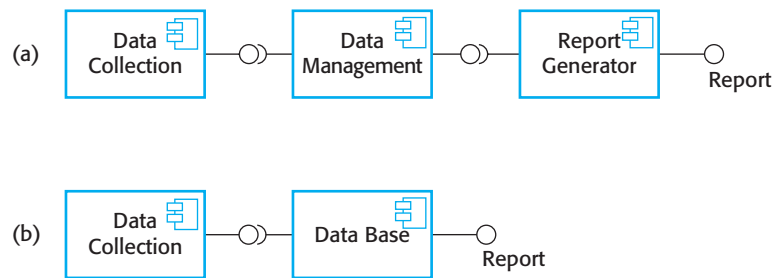 (a)
Data
Collection
Data
Management
Report
Generator
Report
(b)
Data
Collection
Data Base
Report